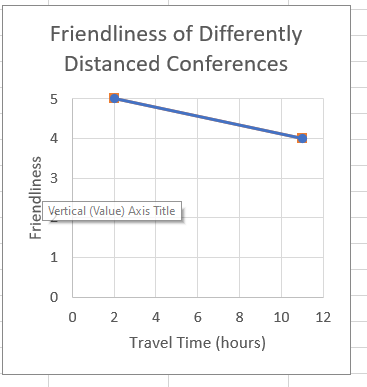 Friendliness of Differently
Distanced Conferences
5
4
3
2
1
0
Friendliness
Vertical (Value) Axis Title
0 2 4 6 8 10 12
Travel Time (hours)